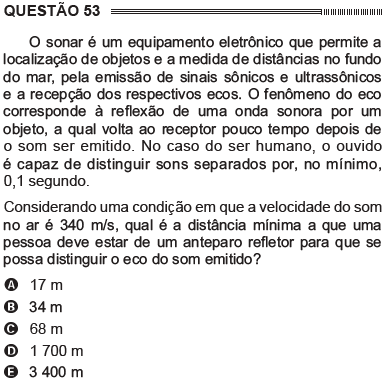 QUESTÃO 53
O sonar é um equipamento eletrônico que permite a
localização de objetos e a medida de distâncias no fundo
do mar, pela emissão de sinais sônicos e ultrassônicos
e a recepção dos respectivos ecos. O fenômeno do eco
corresponde à reflexão de uma onda sonora por um
objeto, a qual volta ao receptor pouco tempo depois de
o som ser emitido. No caso do ser humano, o ouvido
é capaz de distinguir sons separados por, no mínimo,
0,1 segundo.
Considerando uma condição em que a velocidade do som
no ar é 340 m/s, qual é a distância mínima a que uma
pessoa deve estar de um anteparo refletor para que se
possa distinguir o eco do som emitido?
A 17 m
B 34 m
C 68 m
D 1 700 m
E 3 400 m